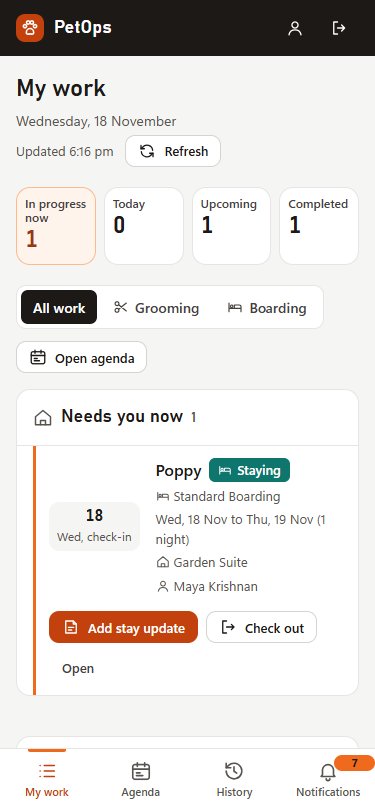 PetOps
My work
Wednesday, 18 November
Updated 6:16 pm
Refresh
In progress now
1
Today
0
Upcoming
1
Completed
1
All work
Grooming
Boarding
Open agenda
Needs you now 1
Poppy
Staying
18
Wed, check-in
Standard Boarding
Wed, 18 Nov to Thu, 19 Nov (1
night)
Garden Suite
Maya Krishnan
Add stay update
Check out
Open
My work
Agenda
History
7
Notifications